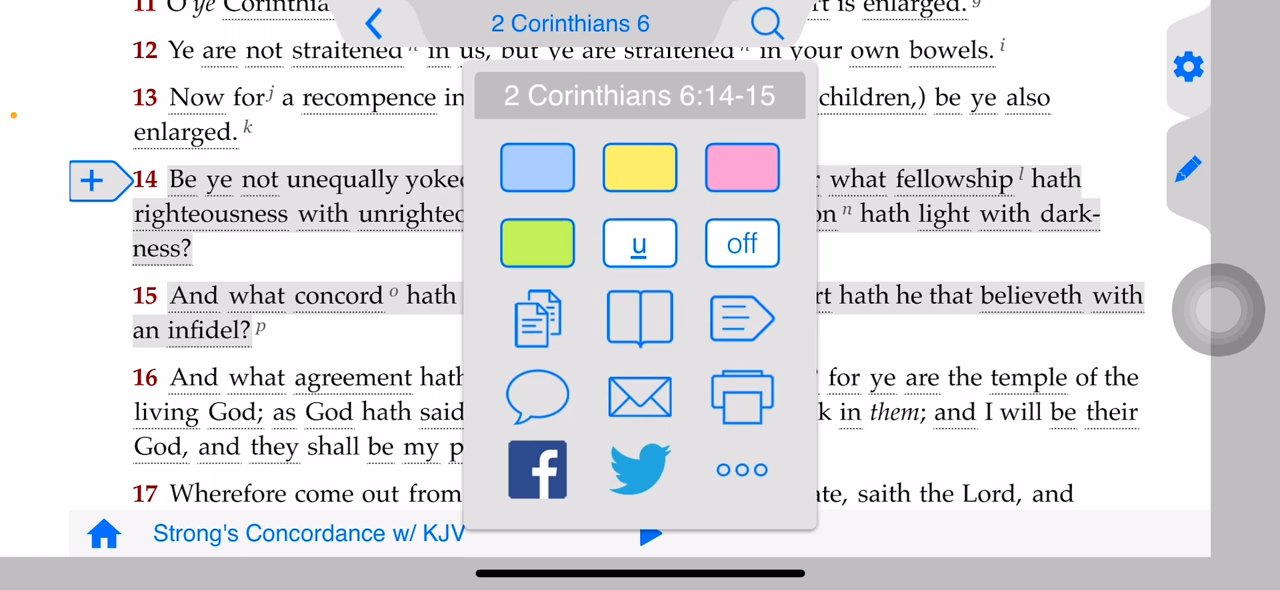 11 O ye Corinthia rt is enlarged. g
2 Corinthians 6
12 Ye are not straitened in us, but ye are straitened in your own bowels. i
13 Now for j a recompence in children,) be ye also
enlarged. k
2 Corinthians 6:14-15
14 Be ye not unequally yoke what fellowship l hath
righteousness with unrighteo on n hath light with dark-
ness?
u off
15 And what concord o hath rt hath he that believeth with
an infidel? p
16 And what agreement hath for ye are the temple of the
living God; as God hath said k in them; and I will be their
God, and they shall be my p
17 Wherefore come out from ate, saith the Lord, and
f
Strong's Concordance w/ KJV